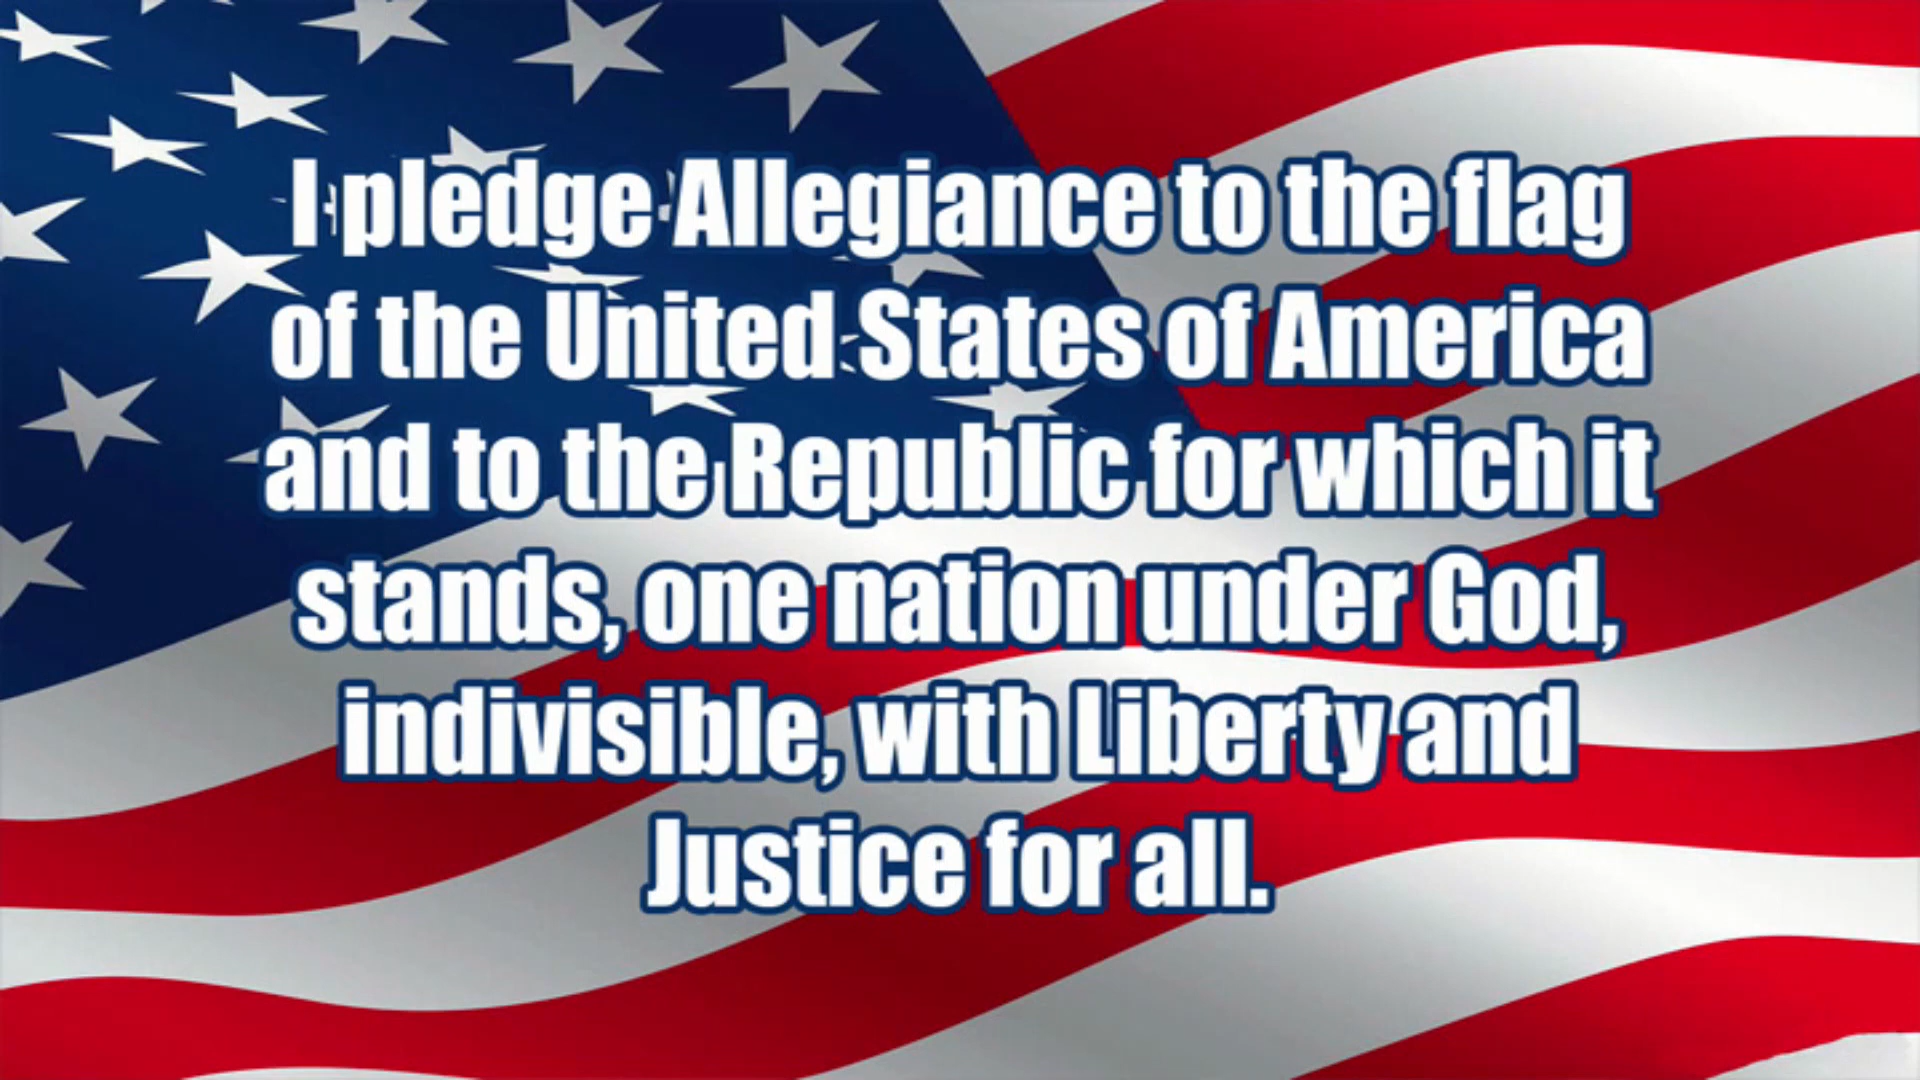 I pledge Allegiance to the flag
of the United States of America
and to the Republic for which it
stands, one nation under God,
indivisible, with Liberty and
Justice for all.